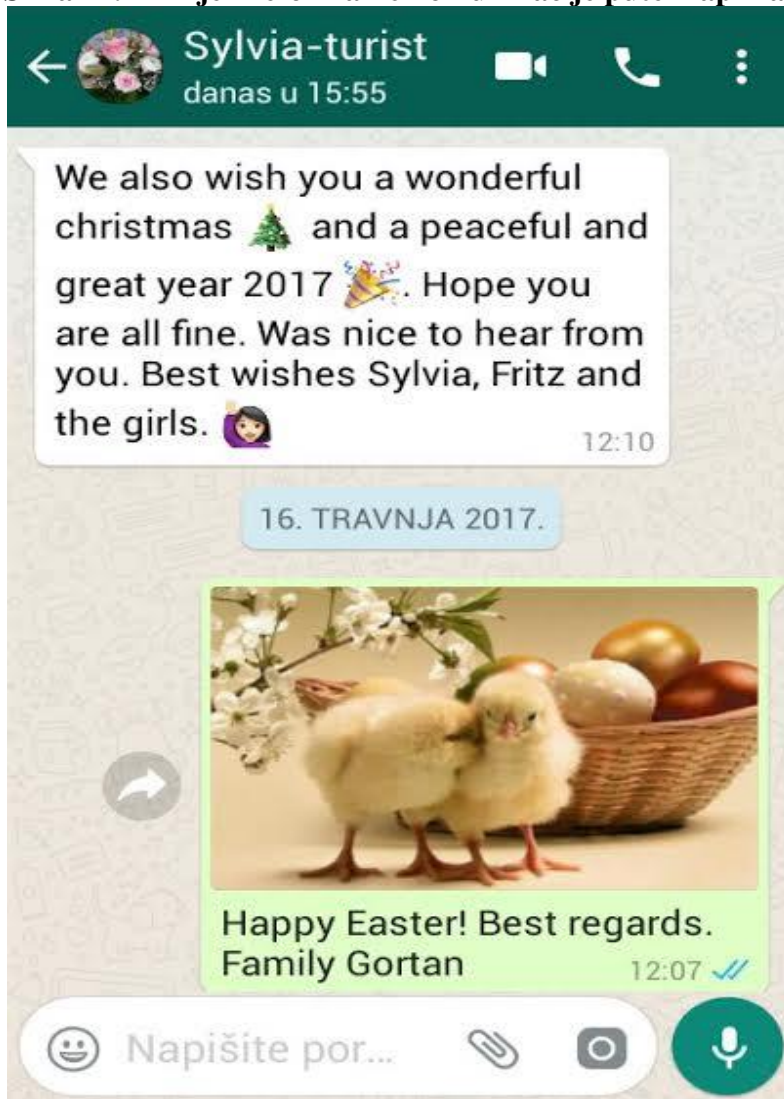 Sylvia-turist
danas u 15:55
We also wish you a wonderful
christmas 🎄 and a peaceful and
great year 2017 🎉. Hope you
are all fine. Was nice to hear from
you. Best wishes Sylvia, Fritz and
the girls. 🙋🏻‍♀️
12:10
16. TRAVNJA 2017.
Happy Easter! Best regards.
Family Gortan
12:07
Napišite por...